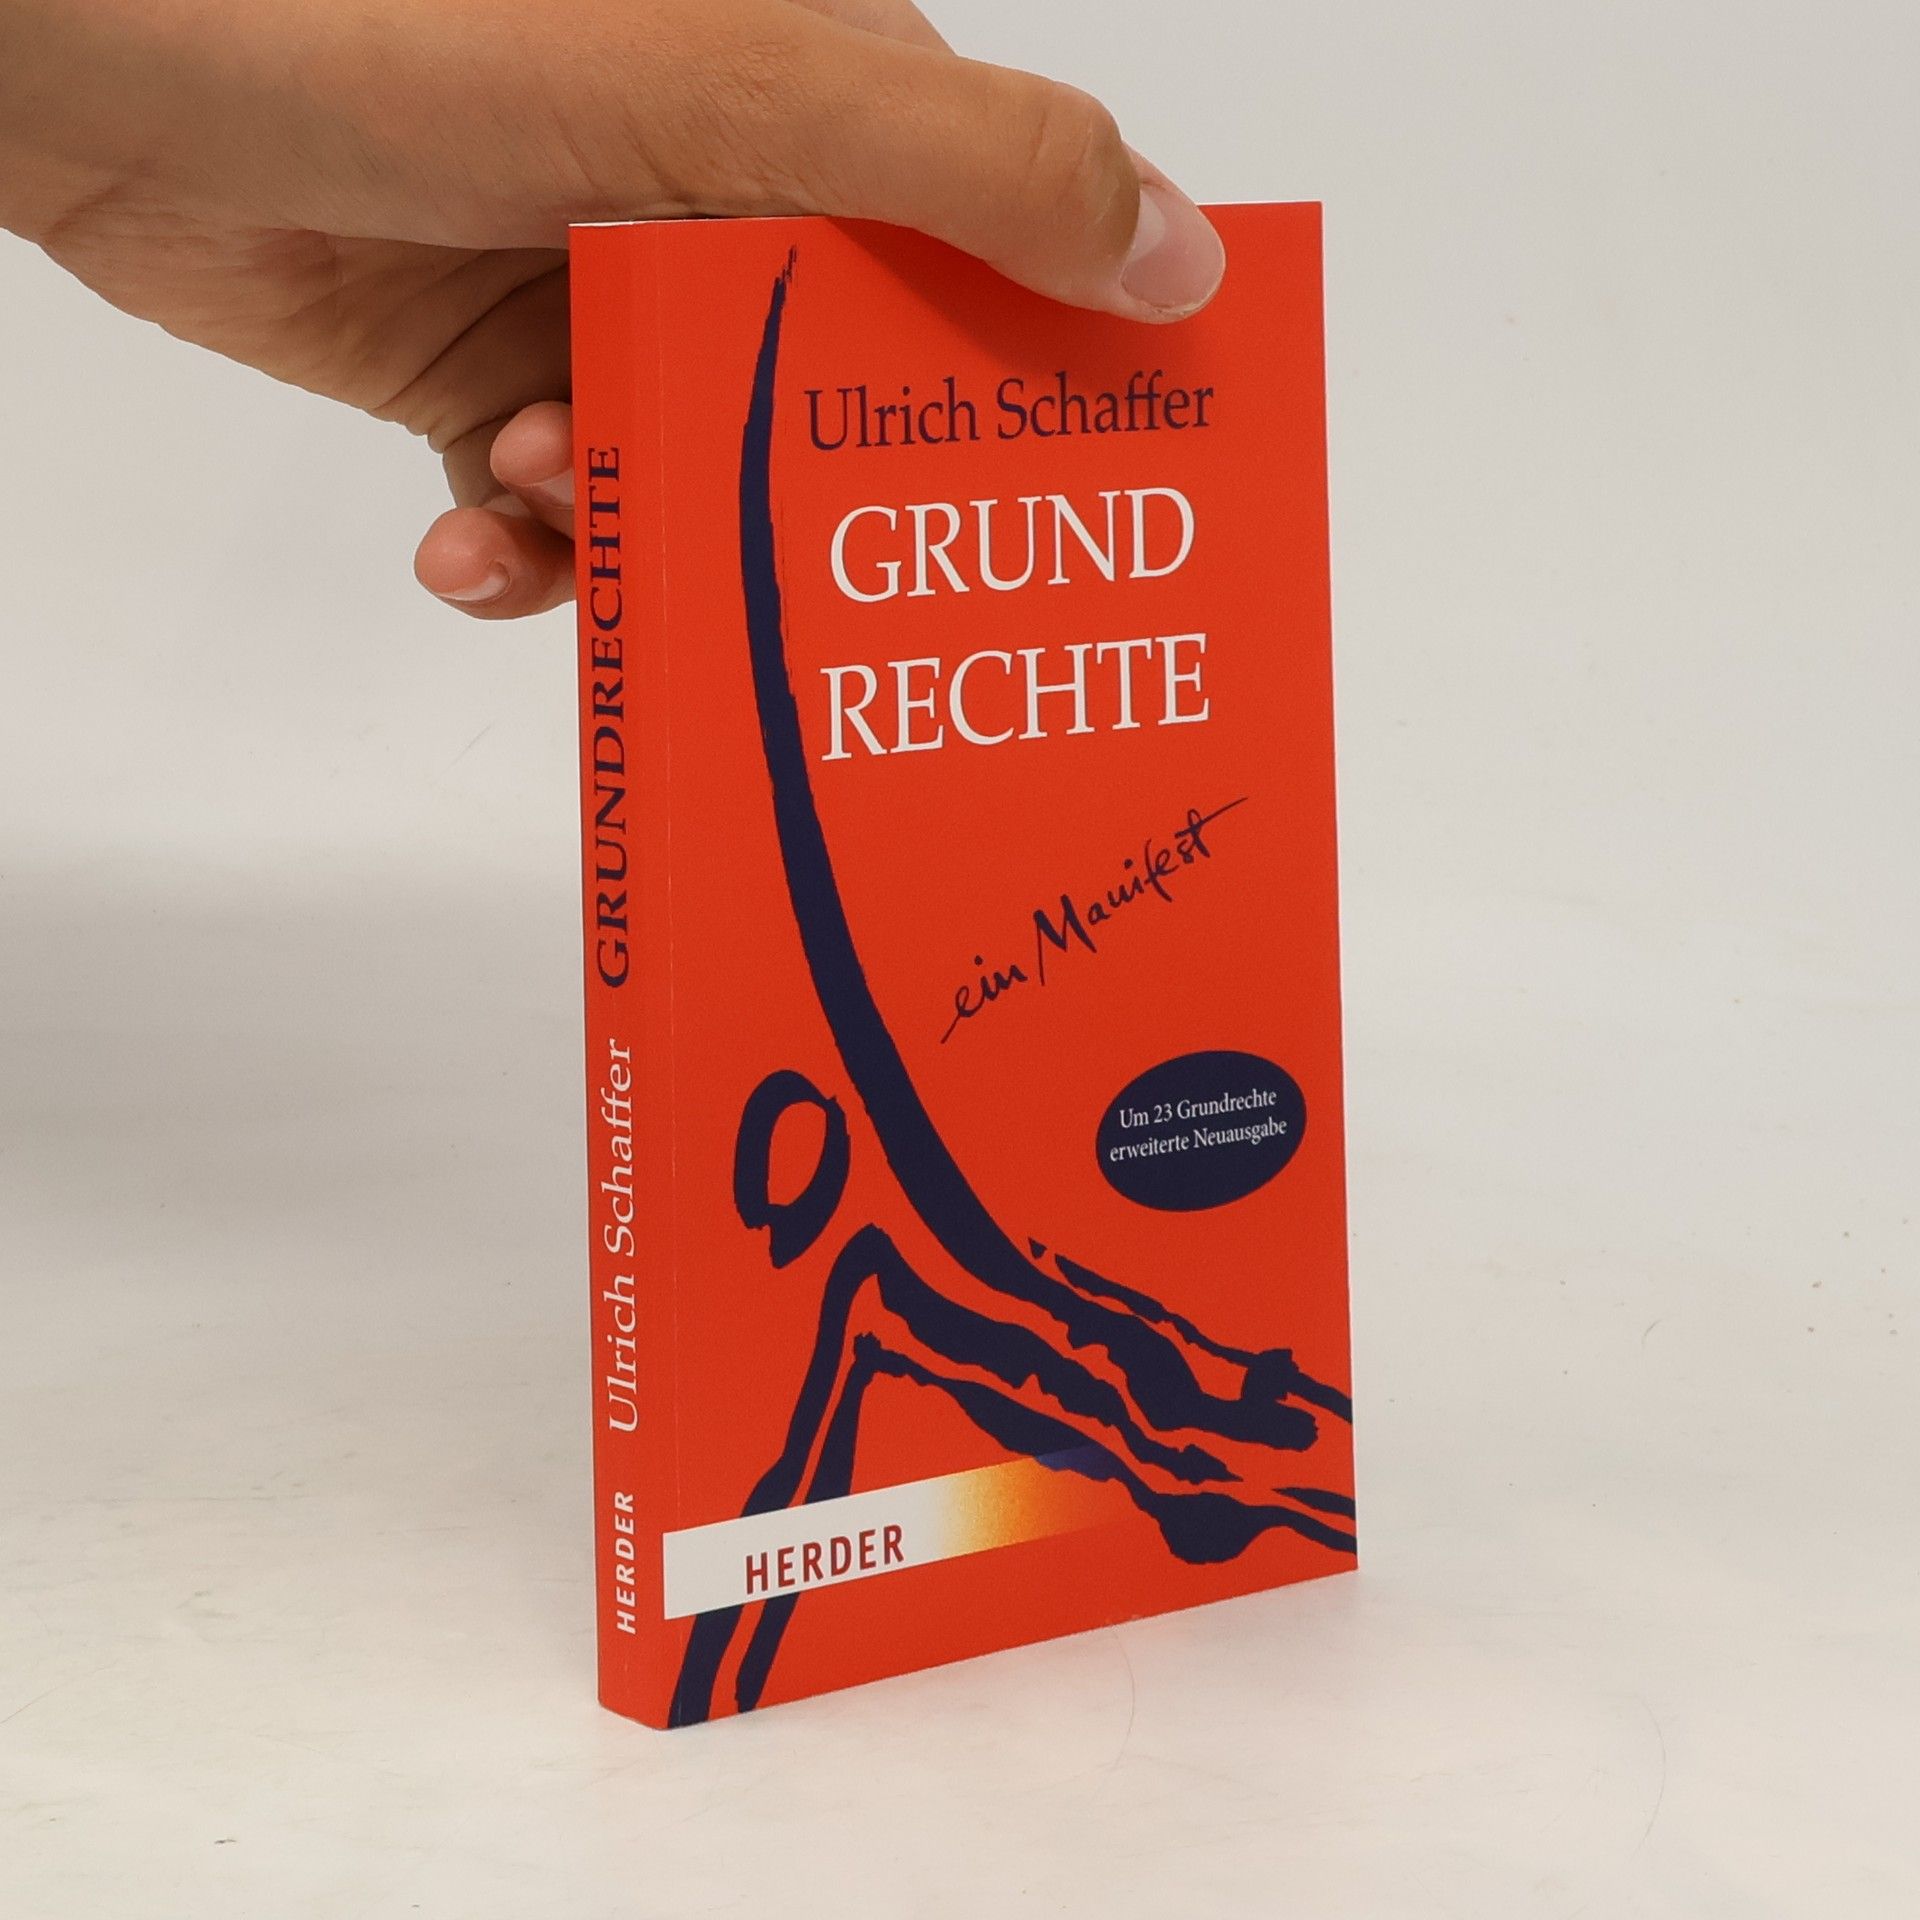 Ulrich Schaffer
GRUND
RECHTE
ein Manifest
Um 23 Grundrechte
erweiterte Neuausgabe
HERDER
HERDER Ulrich Schaffer GRUNDRECHTE